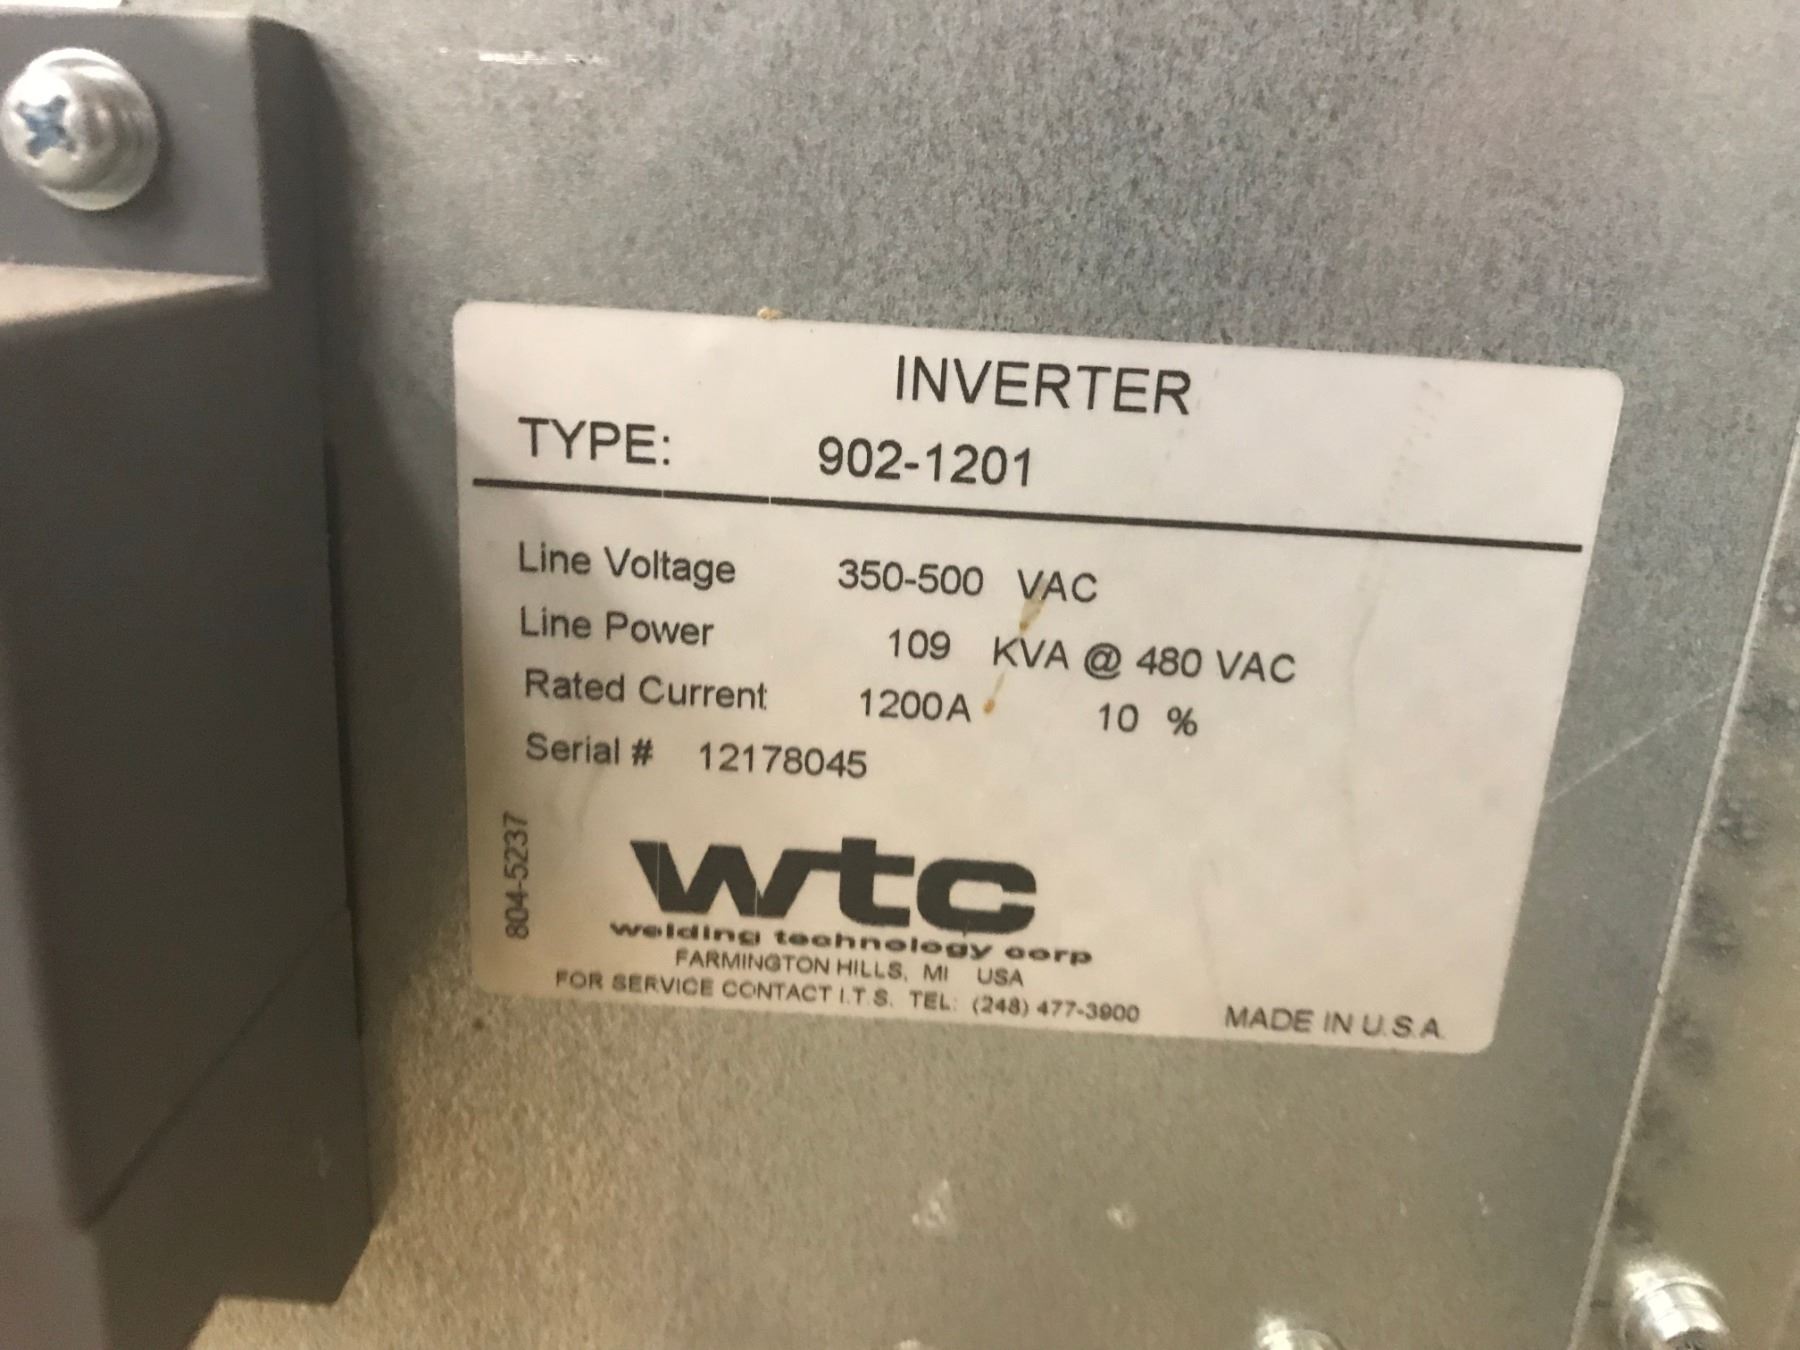 INVERTER
TYPE: 902-1201
Line Voltage 350-500 VAC
Line Power 109 KVA @ 480 VAC
Rated Current 1200A 10 %
Serial # 12178045
804-5237
wtc
welding technology corp
FARMINGTON HILLS, MI USA
FOR SERVICE CONTACT I.T.S. TEL: (248) 477-3900
MADE IN U.S.A.